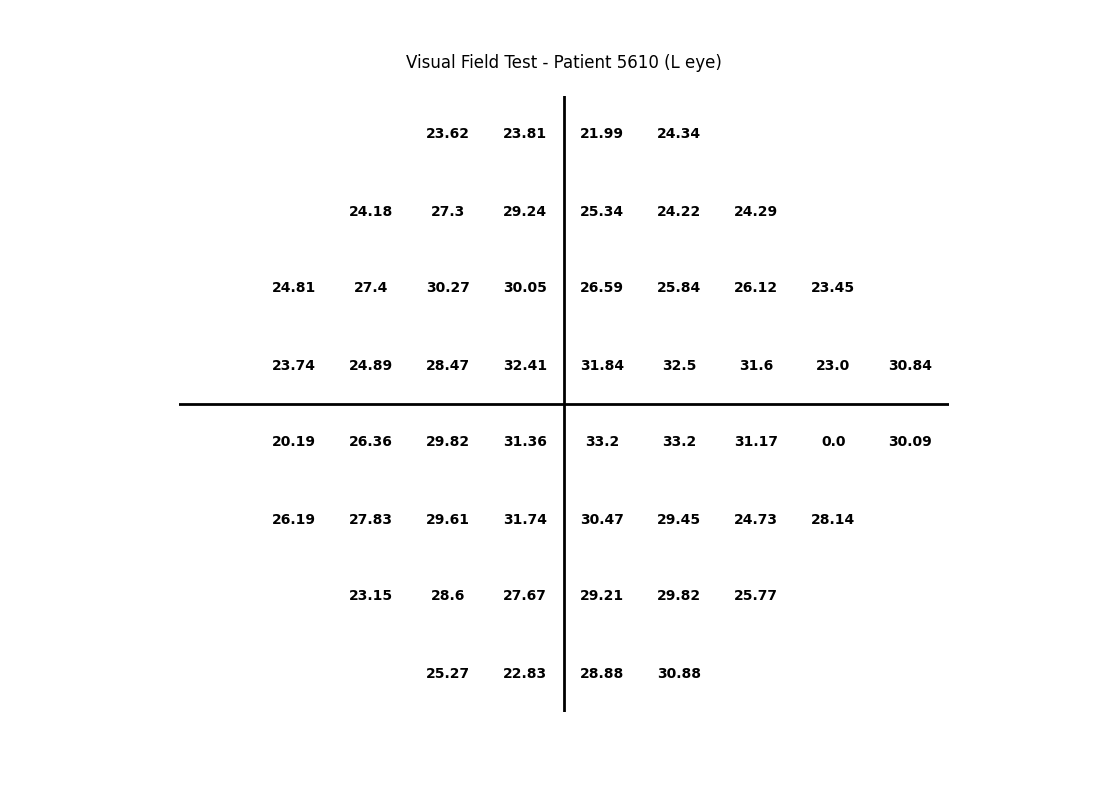 Visual Field Test - Patient 5610 (L eye)
23.62 23.81 21.99 24.34
24.18 27.3 29.24 25.34 24.22 24.29
24.81 27.4 30.27 30.05 26.59 25.84 26.12 23.45
23.74 24.89 28.47 32.41 31.84 32.5 31.6 23.0 30.84
20.19 26.36 29.82 31.36 33.2 33.2 31.17 0.0 30.09
26.19 27.83 29.61 31.74 30.47 29.45 24.73 28.14
23.15 28.6 27.67 29.21 29.82 25.77
25.27 22.83 28.88 30.88